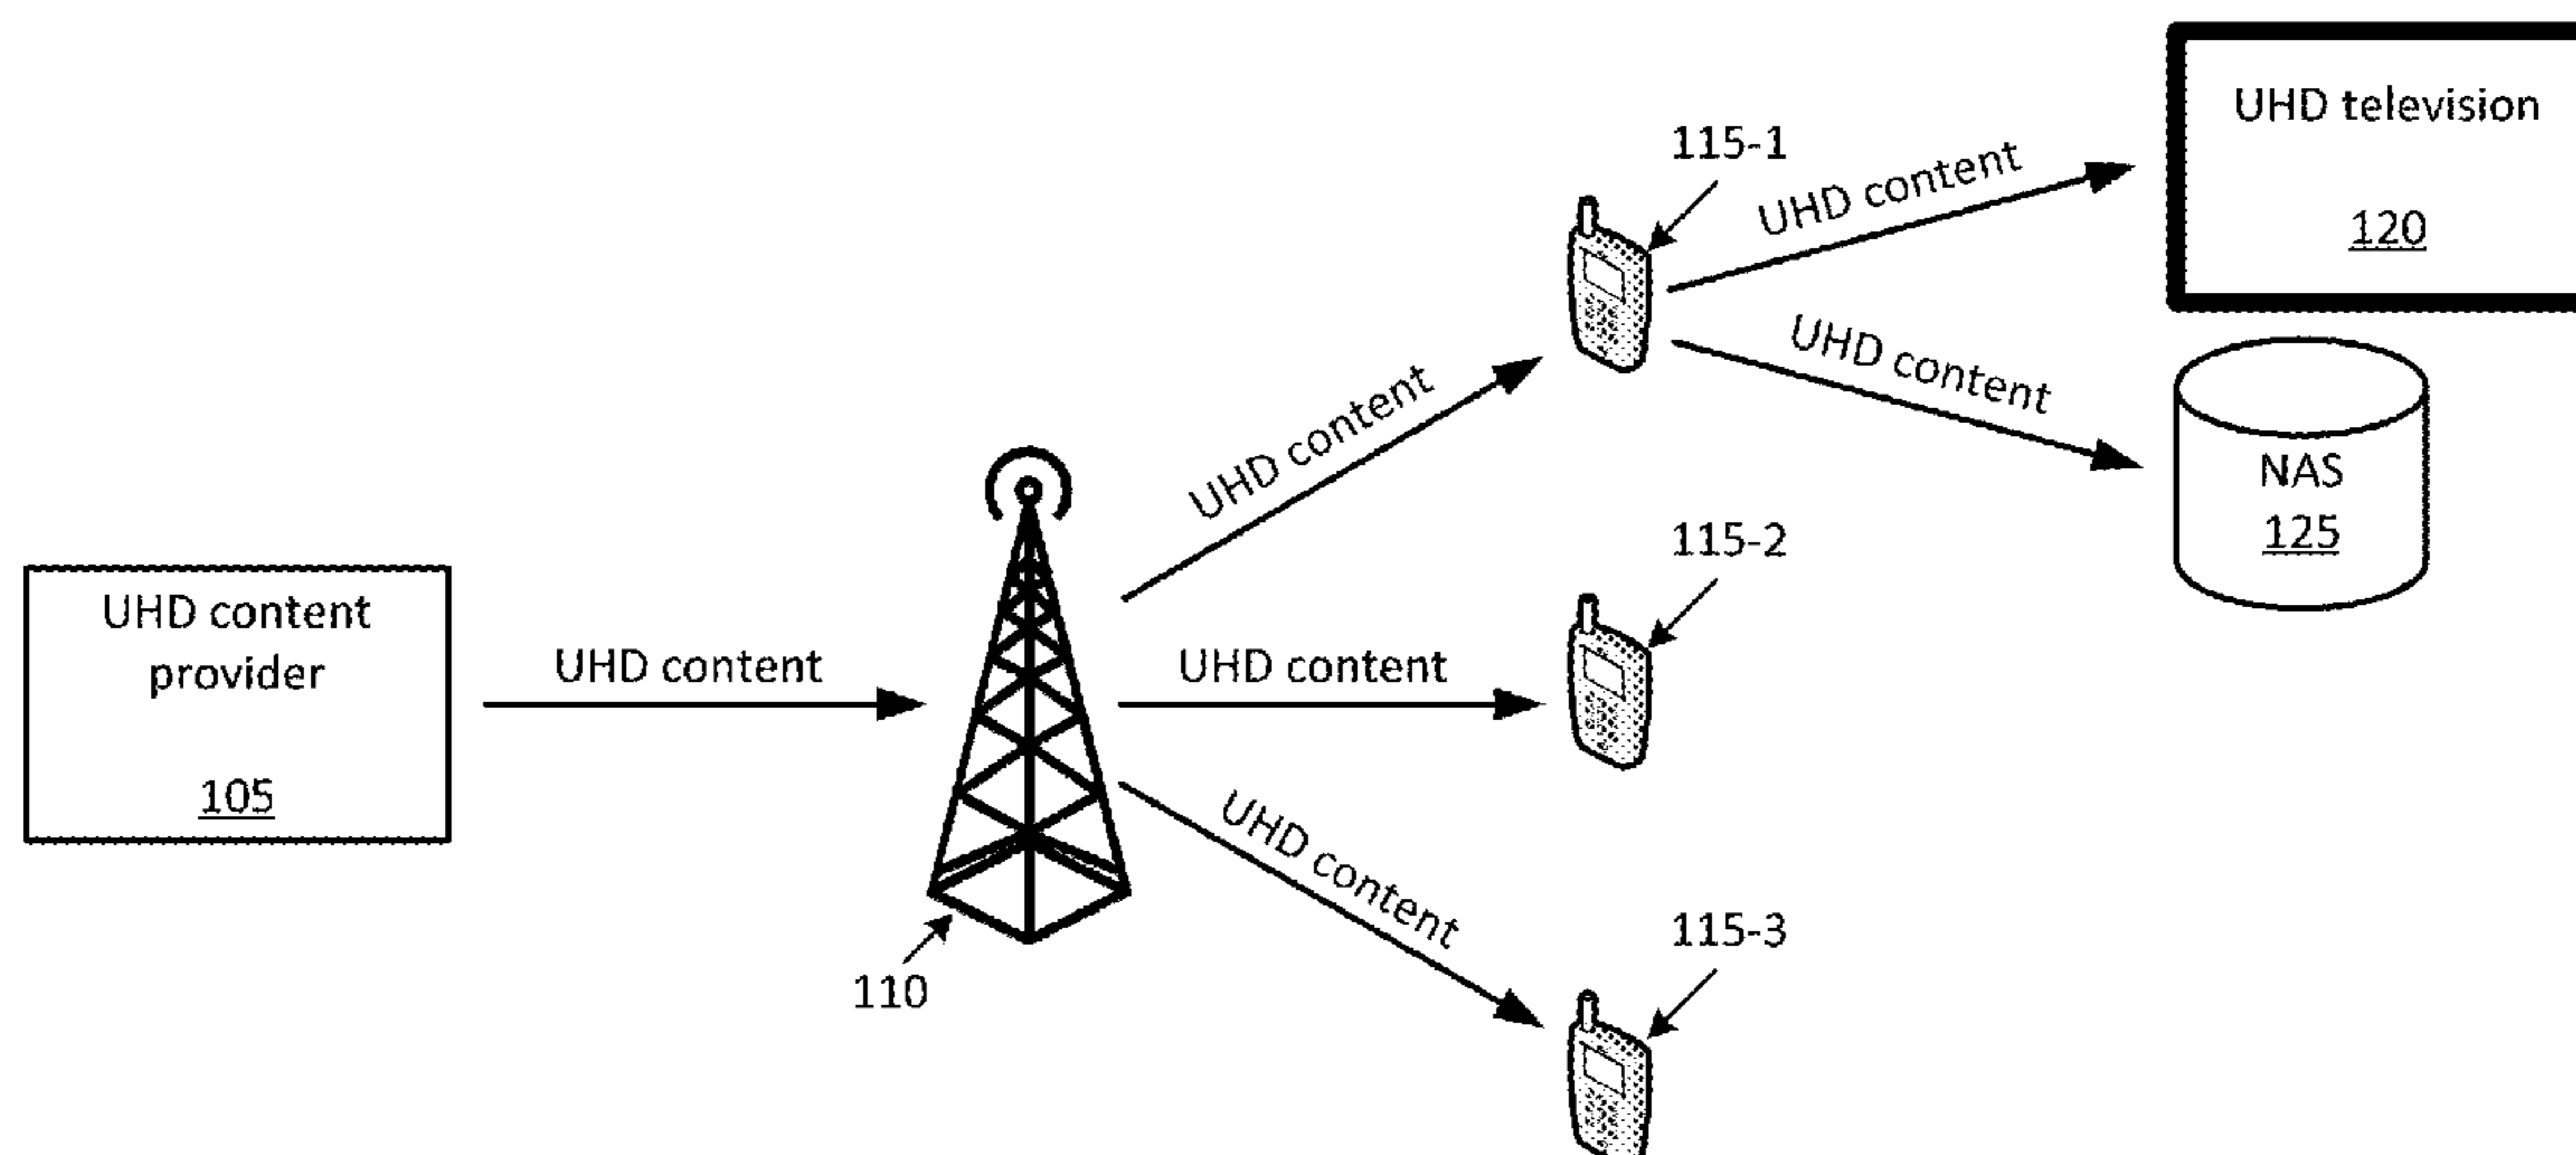 UHD television
120
115-1
UHD content
UHD content
NAS
125
UHD content
115-2
UHD content
provider
105
UHD content
UHD content
UHD content
115-3
110